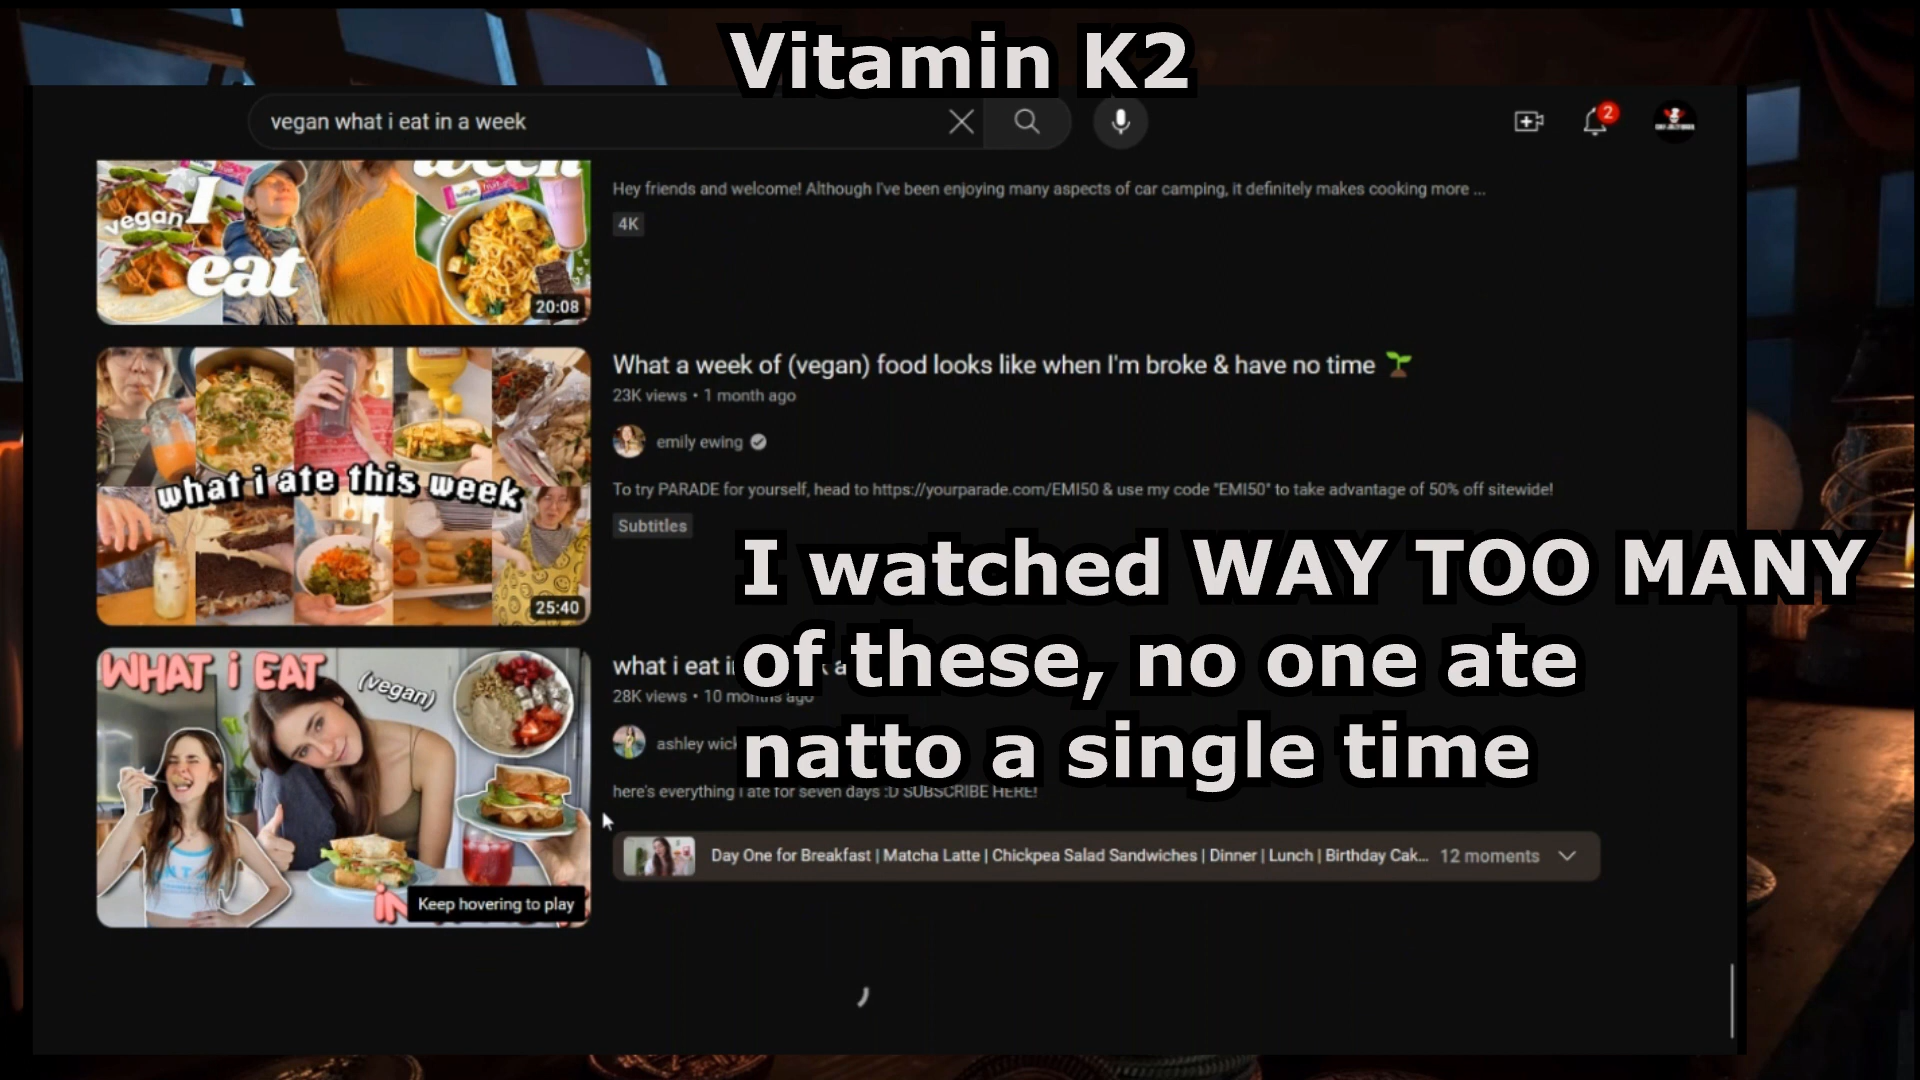 Vitamin K2
vegan what i eat in a week
2
week
vegan I
eat
20:08
Hey friends and welcome! Although I've been enjoying many aspects of car camping, it definitely makes cooking more ...
4K
what i ate this week
25:40
What a week of (vegan) food looks like when I'm broke & have no time 🌱
23K views • 1 month ago
emily ewing
To try PARADE for yourself, head to https://yourparade.com/EMI50 & use my code "EMI50" to take advantage of 50% off sitewide!
Subtitles
I watched WAY TOO MANY
of these, no one ate
natto a single time
WHAT i EAT
(vegan)
Keep hovering to play
what i eat
28K views • 10 months ago
ashley
here's everything i ate for seven days :D SUBSCRIBE HERE!
Day One for Breakfast | Matcha Latte | Chickpea Salad Sandwiches | Dinner | Lunch | Birthday Cak... 12 moments